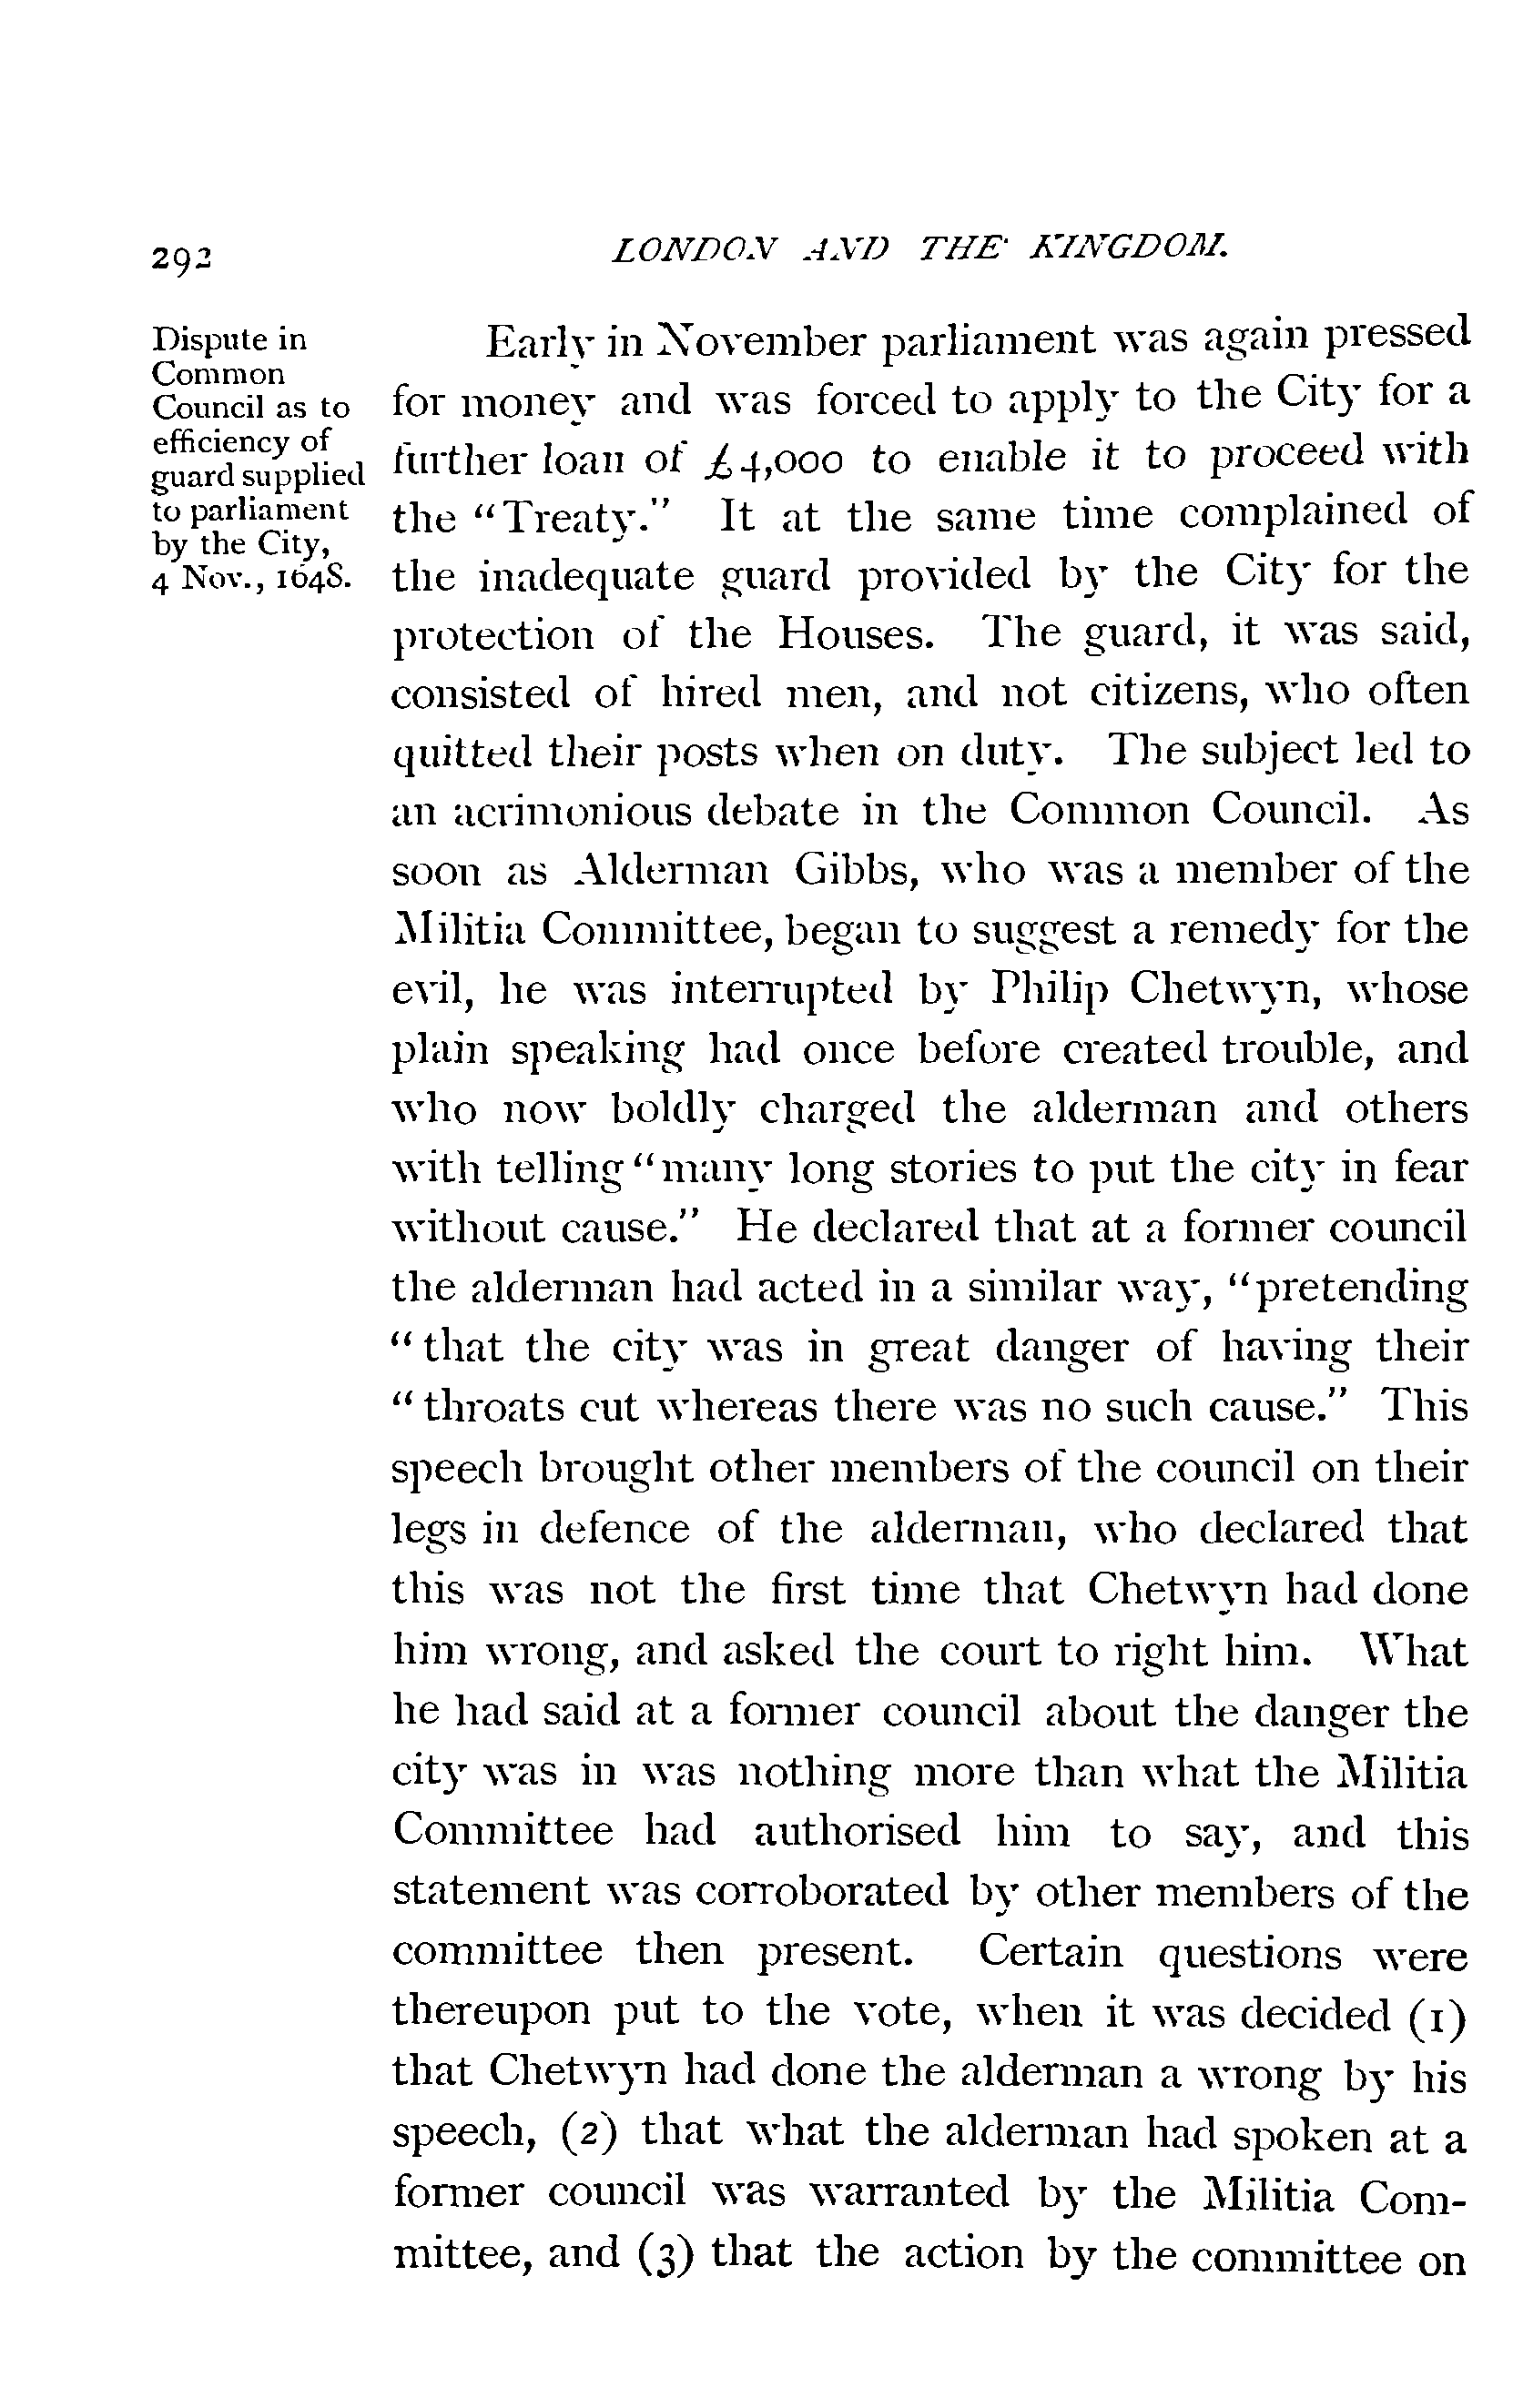 292
LONDON AND THE KINGDOM.
Dispute in
Common
Council as to
efficiency of
guard supplied
to parliament
by the City,
4 Nov., 1648.
Early in November parliament was again pressed
for money and was forced to apply to the City for a
further loan of £4,000 to enable it to proceed with
the "Treaty." It at the same time complained of
the inadequate guard provided by the City for the
protection of the Houses. The guard, it was said,
consisted of hired men, and not citizens, who often
quitted their posts when on duty. The subject led to
an acrimonious debate in the Common Council. As
soon as Alderman Gibbs, who was a member of the
Militia Committee, began to suggest a remedy for the
evil, he was interrupted by Philip Chetwyn, whose
plain speaking had once before created trouble, and
who now boldly charged the alderman and others
with telling "many long stories to put the city in fear
without cause." He declared that at a former council
the alderman had acted in a similar way, "pretending
"that the city was in great danger of having their
"throats cut whereas there was no such cause." This
speech brought other members of the council on their
legs in defence of the alderman, who declared that
this was not the first time that Chetwyn had done
him wrong, and asked the court to right him. What
he had said at a former council about the danger the
city was in was nothing more than what the Militia
Committee had authorised him to say, and this
statement was corroborated by other members of the
committee then present. Certain questions were
thereupon put to the vote, when it was decided (1)
that Chetwyn had done the alderman a wrong by his
speech, (2) that what the alderman had spoken at a
former council was warranted by the Militia Com-
mittee, and (3) that the action by the committee on